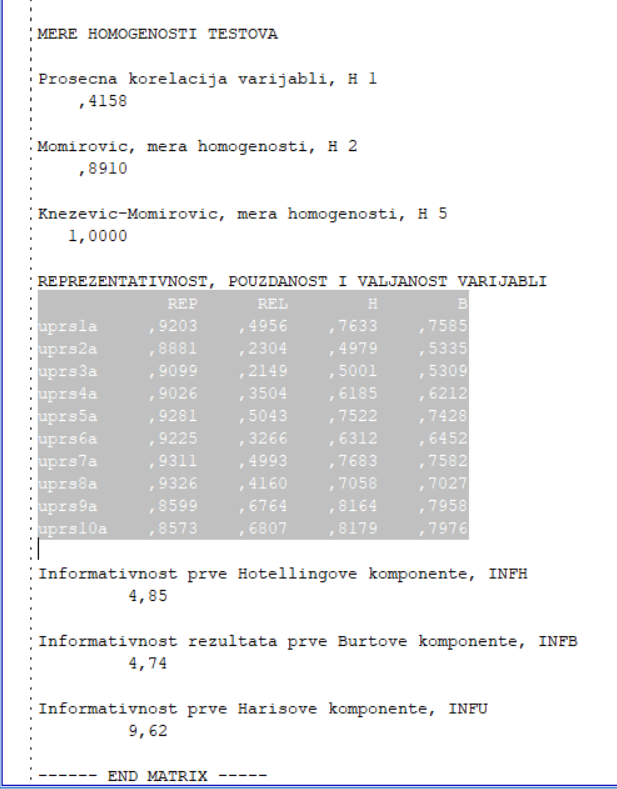 MERE HOMOGENOSTI TESTOVA
Prosecna korelacija varijabli, H 1
,4158
Momirovic, mera homogenosti, H 2
,8910
Knezevic-Momirovic, mera homogenosti, H 5
1,0000
REPREZENTATIVNOST, POUZDANOST I VALJANOST VARIJABLI
REP REL H B
uprs1a ,9203 ,4956 ,7633 ,7585
uprs2a ,8881 ,2304 ,4979 ,5335
uprs3a ,9099 ,2149 ,5001 ,5309
uprs4a ,9026 ,3504 ,6185 ,6212
uprs5a ,9281 ,5043 ,7522 ,7428
uprs6a ,9225 ,3266 ,6312 ,6452
uprs7a ,9311 ,4993 ,7683 ,7582
uprs8a ,9326 ,4160 ,7058 ,7027
uprs9a ,8599 ,6764 ,8164 ,7958
uprs10a ,8573 ,6807 ,8179 ,7976
Informativnost prve Hotellingove komponente, INFH
4,85
Informativnost rezultata prve Burtove komponente, INFB
4,74
Informativnost prve Harisove komponente, INFU
9,62
------ END MATRIX -----